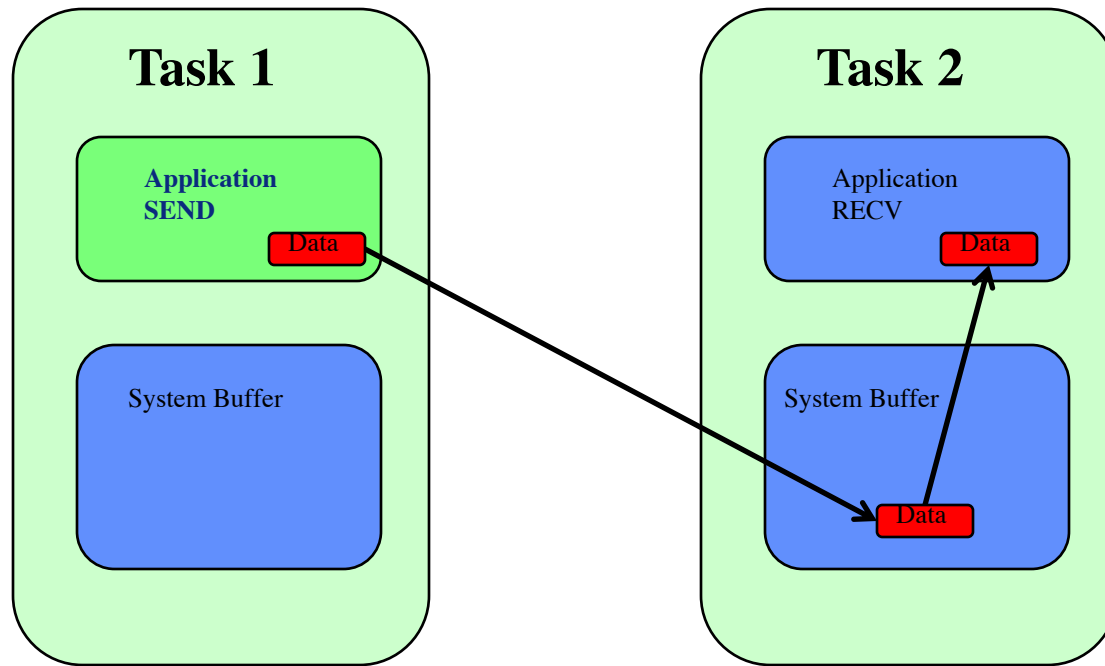 Task 1
Application
SEND
Data
System Buffer
Task 2
Application
RECV
Data
System Buffer
Data